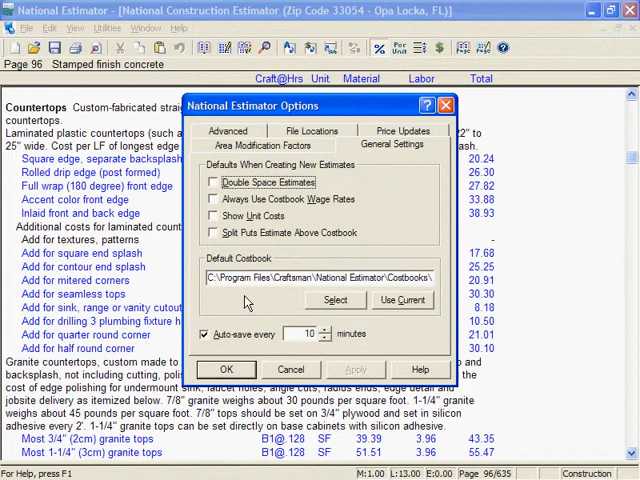 National Estimator - [National Construction Estimator (Zip Code 33054 - Opa Locka, FL)]
File Edit View Utilities Window Help
% Per Unit $
Page 96 Stamped finish concrete
Craft@Hrs Unit Material Labor Total
Countertops Custom-fabricated straig
countertops.
Laminated plastic countertops (such a 22" to
25" wide. Cost per LF of longest edge sh.
Square edge, separate backsplash 20.24
Rolled drip edge (post formed) 26.30
Full wrap (180 degree) front edge 27.82
Accent color front edge 33.88
Inlaid front and back edge 38.93
Additional costs for laminated count
Add for textures, patterns -
Add for square end splash 17.68
Add for contour end splash 25.25
Add for mitered corners 20.91
Add for seamless tops
Add for sink, range or vanity cutou
Add for drilling 3 plumbing fixture h 10.50
Add for quarter round corner 21.01
Add for half round corner 30.10
Granite countertops, custom made to
and backsplash, not including cutting, polis
cost of edge polishing for undermount sink, faucet holes, angle cuts, radius ends, edge detail and
jobsite delivery as itemized below. 7/8" granite weighs about 30 pounds per square foot. 1-1/4" granite
weighs about 45 pounds per square foot. 7/8" tops should be set on 3/4" plywood and set in silicon
adhesive every 2'. 1-1/4" granite tops can be set directly on base cabinets with silicon adhesive.
Most 3/4" (2cm) granite tops B1@.128 SF 39.39 3.96 43.35
Most 1-1/4" (3cm) granite tops B1@.128 SF 51.51 3.96 55.47
National Estimator Options
Advanced File Locations Price Updates
Area Modification Factors General Settings
Defaults When Creating New Estimates
Double Space Estimates
Always Use Costbook Wage Rates
Show Unit Costs
Split Puts Estimate Above Costbook
Default Costbook
C:\Program Files\Craftsman\National Estimator\Costbooks\
Select Use Current
Auto-save every 10 minutes
OK Cancel Apply Help
For Help, press F1 M:1.00 L:13.00 E:0.00 Page 96/635 Construction